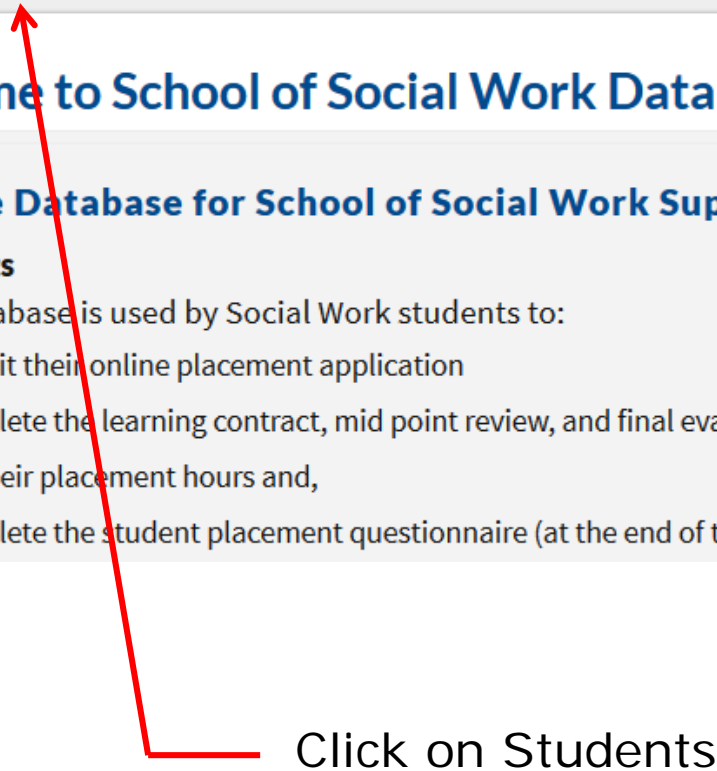 to School of Social Work Data
Database for School of Social Work Sup
is used by Social Work students to:
it their online placement application
lete the learning contract, mid point review, and final eva
eir placement hours and,
lete the student placement questionnaire (at the end of t
Click on Students